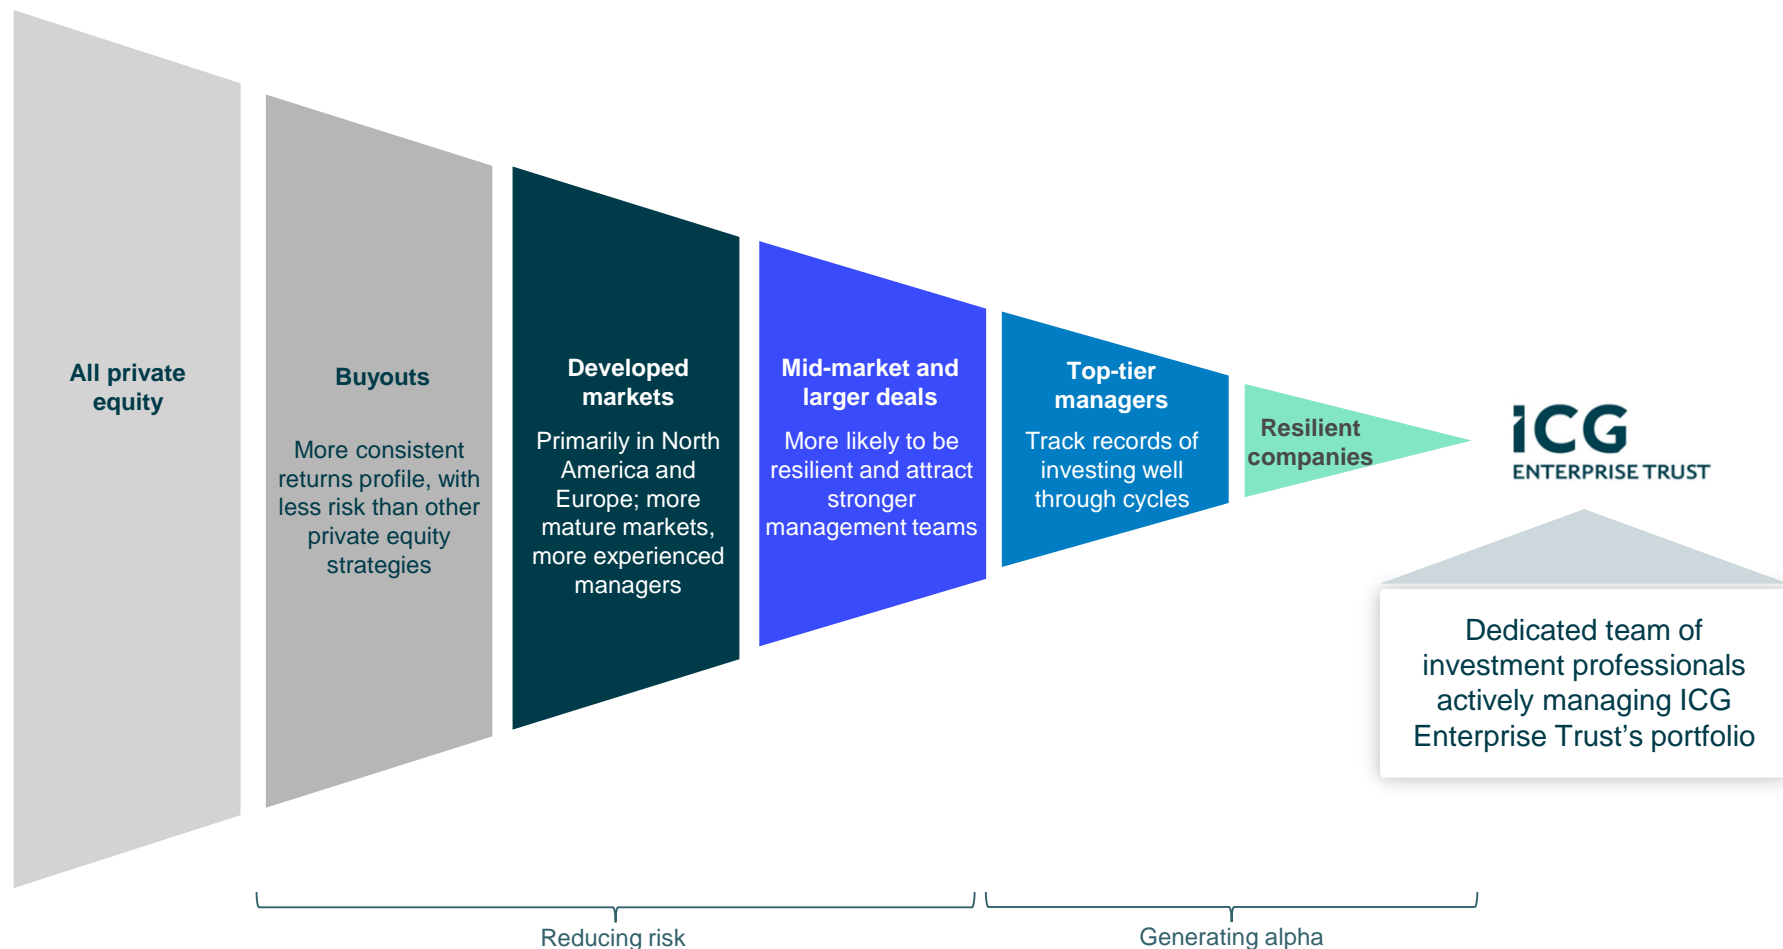 All private
equity
Buyouts
More consistent
returns profile, with
less risk than other
private equity
strategies
Developed
markets
Primarily in North
America and
Europe; more
mature markets,
more experienced
managers
Mid-market and
larger deals
More likely to be
resilient and attract
stronger
management teams
Top-tier
managers
Track records of
investing well
through cycles
Resilient
companies
iCG
ENTERPRISE TRUST
Dedicated team of
investment professionals
actively managing ICG
Enterprise Trust’s portfolio
Reducing risk
Generating alpha